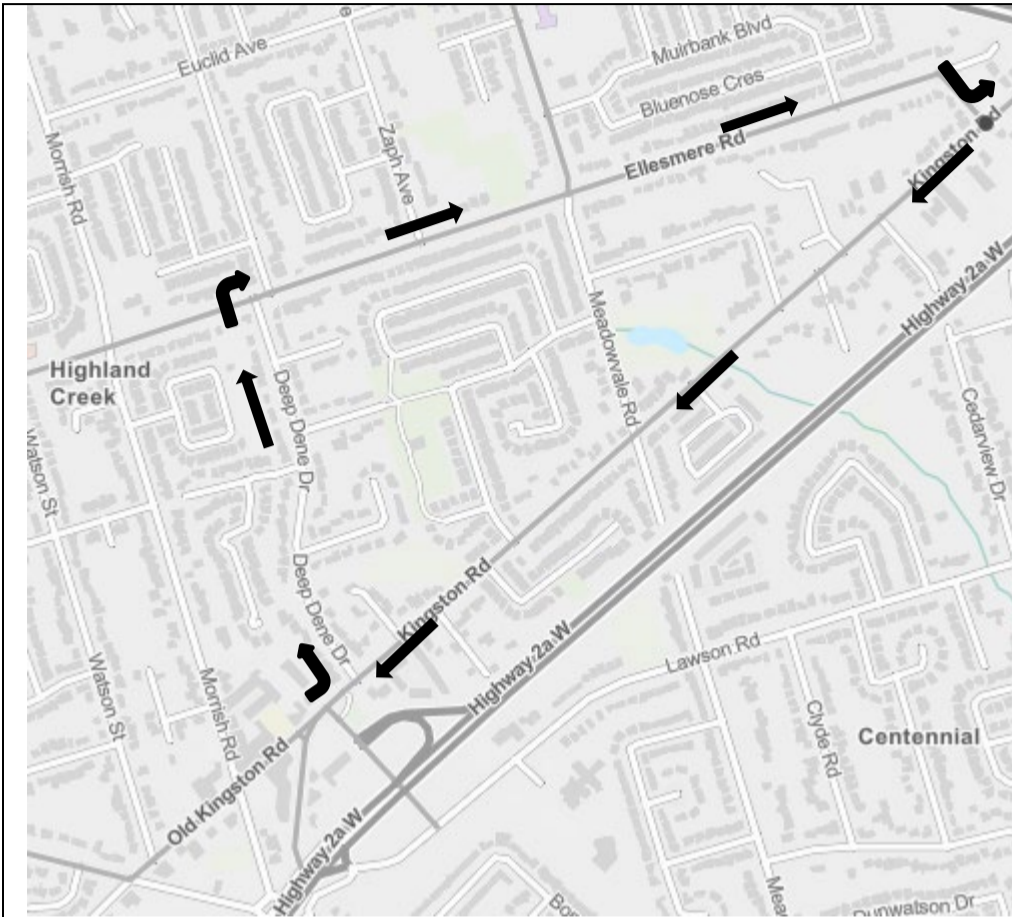 Euclid Ave
Muirbank Blvd
Bluenose Cres
Zaph Ave
Morrish Rd
Ellesmere Rd
Kingston Rd
Highway 2a W
Highland
Creek
Meadowvale Rd
Deep Dene Dr
Cedarview Dr
Watson St
Deep Dene Dr
Kingston Rd
Highway 2a W
Lawson Rd
Watson St
Morrish Rd
Clyde Rd
Centennial
Old Kingston Rd
Highway 2a W
Dunwatson Dr